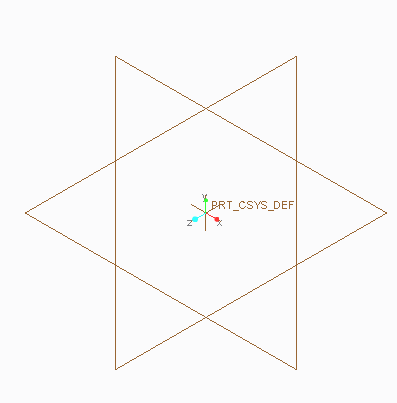 Y
PRT_CSYS_DEF
Z X